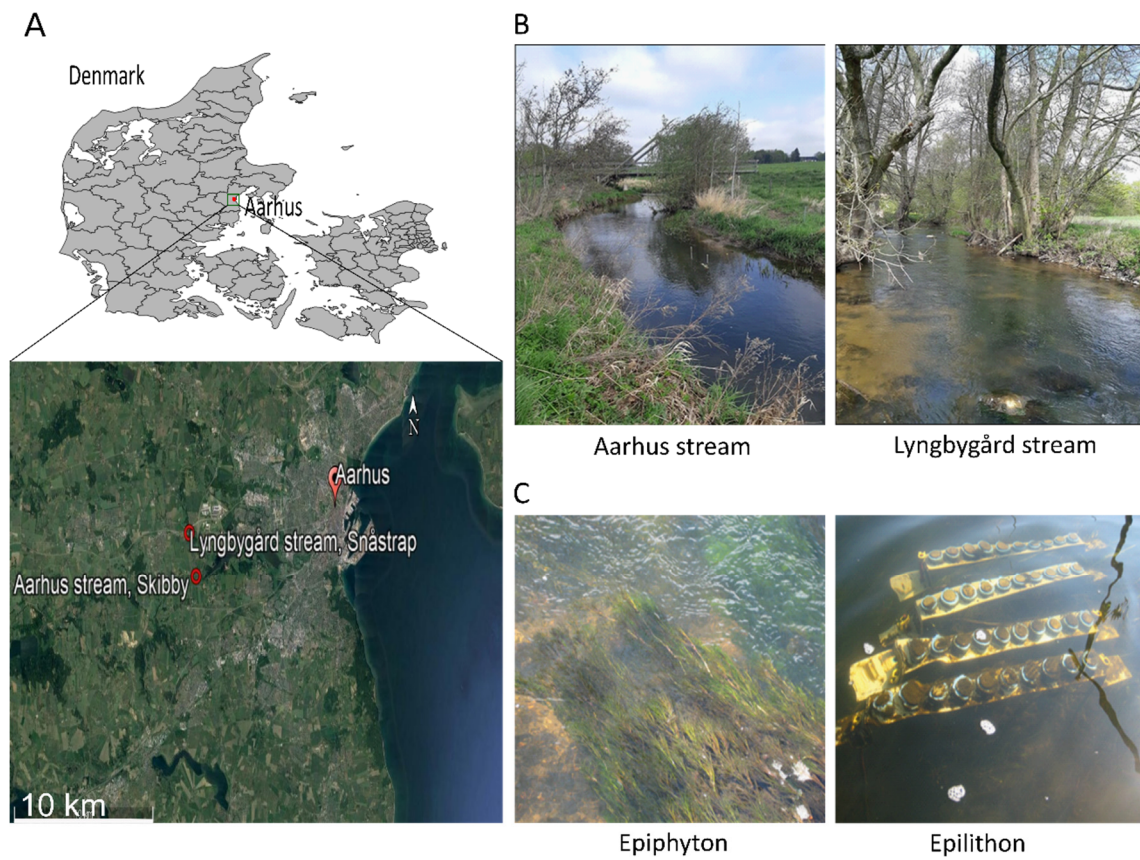 A
Denmark
Aarhus
N
Aarhus
Lyngbygård stream, Snåstrap
Aarhus stream, Skibby
10 km
B
Aarhus stream
Lyngbygård stream
C
Epiphyton
Epilithon